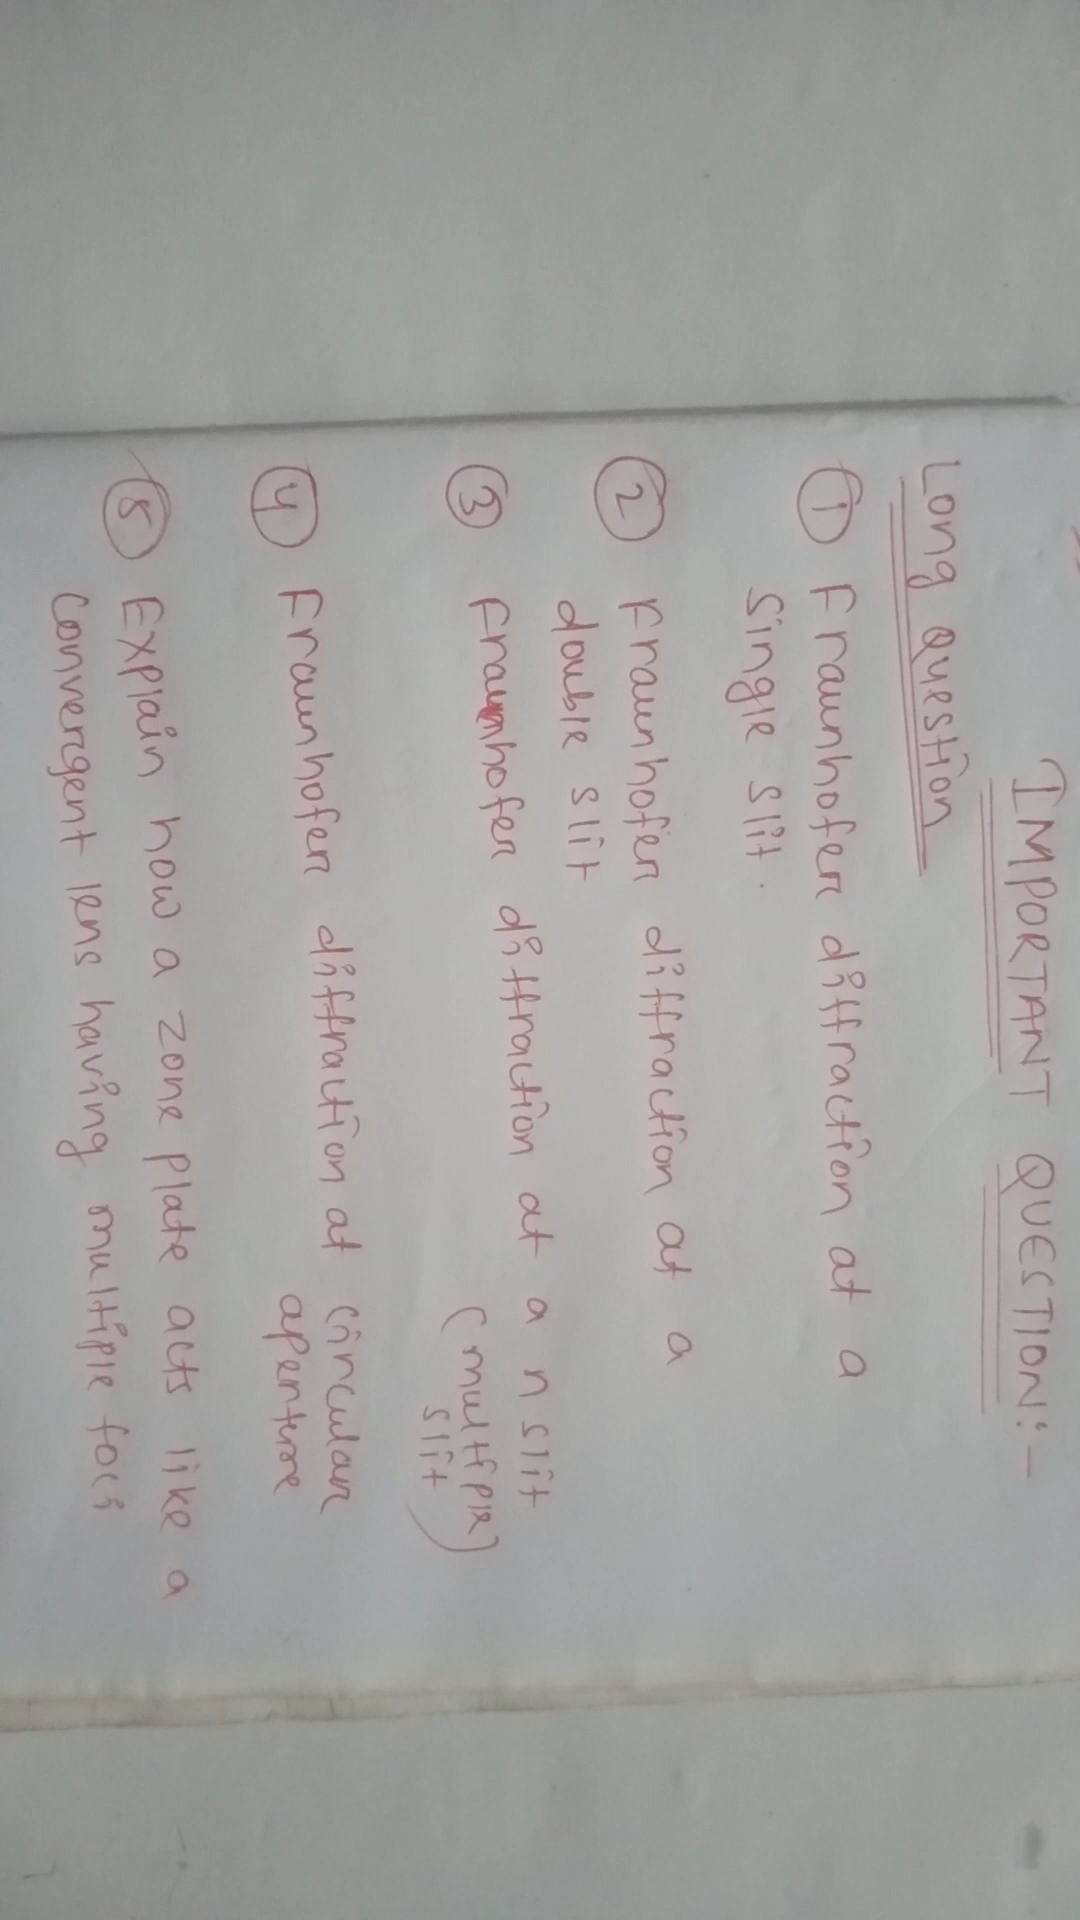 IMPORTANT QUESTION:-
Long Question
① Fraunhofer diffraction at a
Single slit.
② Fraunhofer diffraction at a
double slit
③ Fraunhofer diffraction at a n slit
(multiple
slit)
④ Fraunhofer diffraction at circular
aperture
⑤ Explain how a zone plate acts like a
Convergent lens having multiple foci